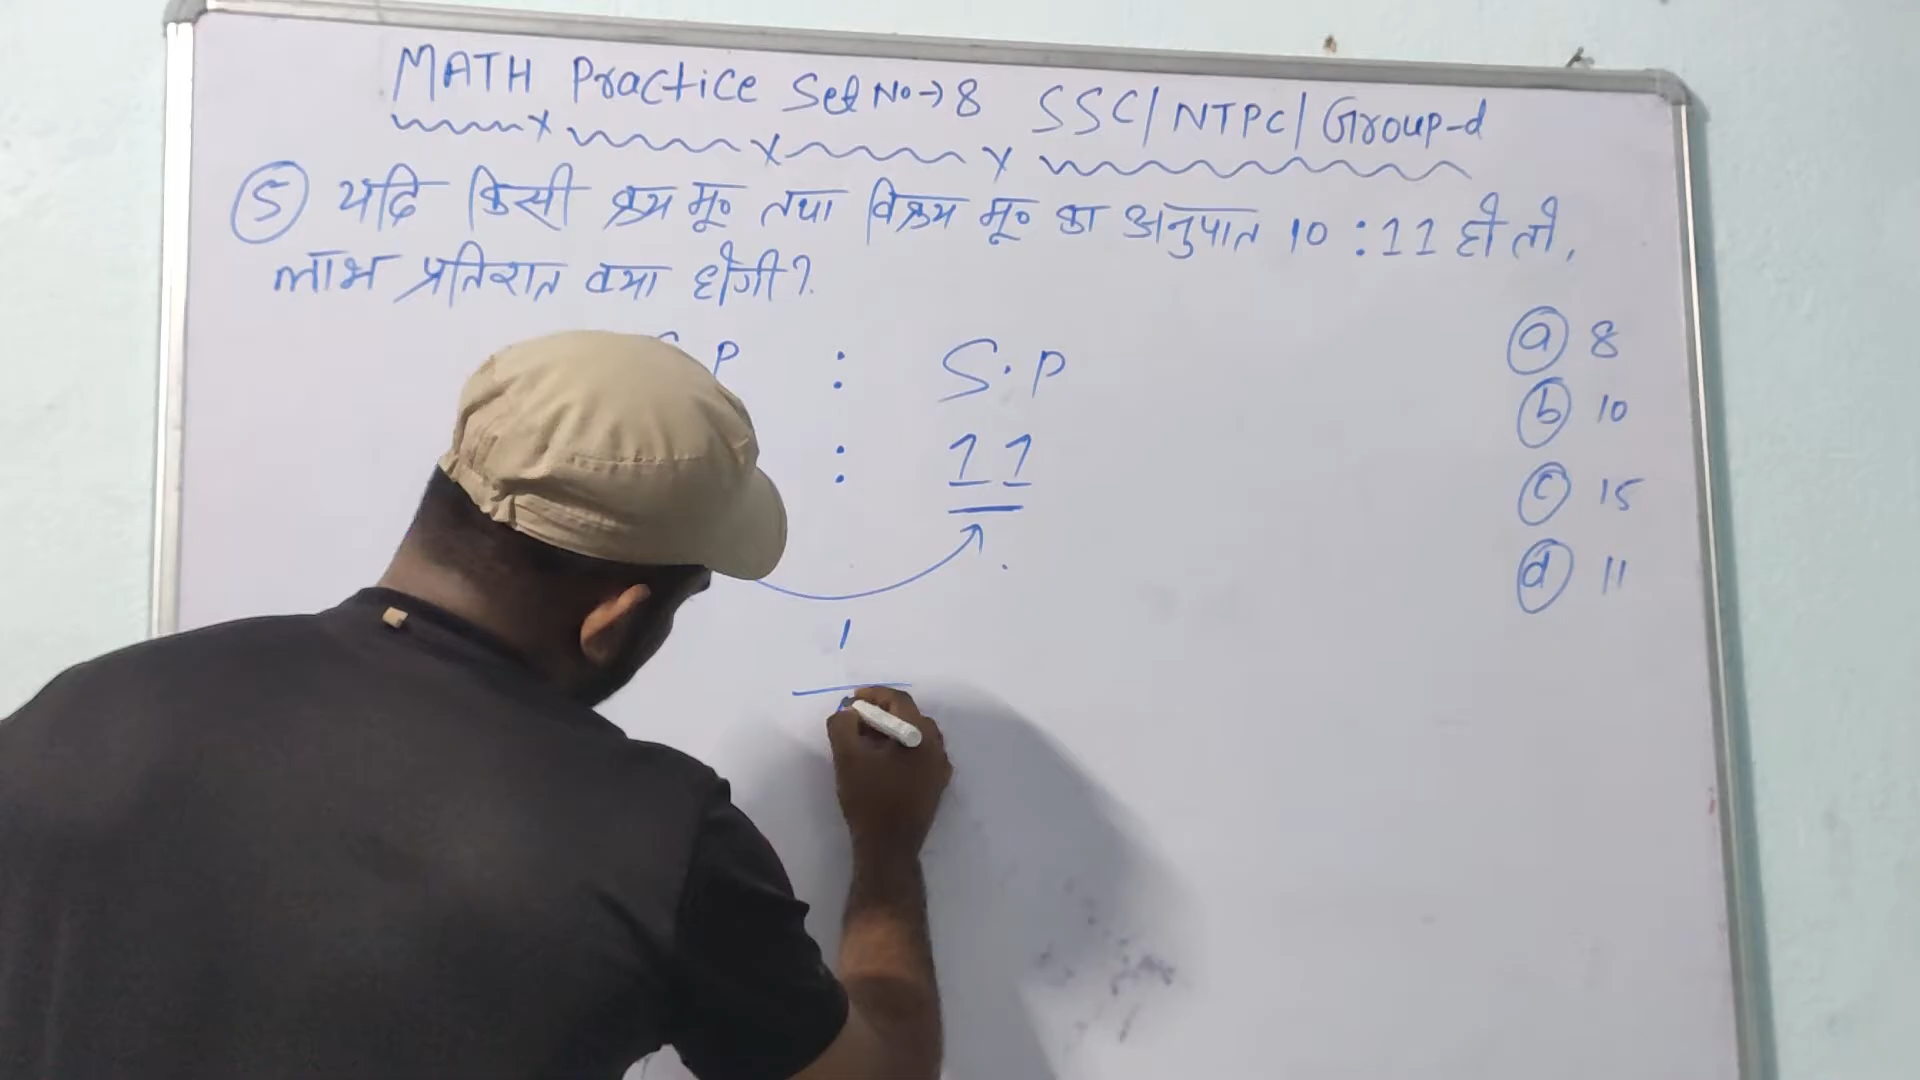 MATH Practice Set No→8 SSC/NTPC/Group-d
⑤ यदि किसी क्रय मू० तथा विक्रय मू० का अनुपात 10 : 11 हो तो,
लाभ प्रतिशत क्या होगी?
P : S.P
: 11
1
ⓐ 8
ⓑ 10
ⓒ 15
ⓓ 11